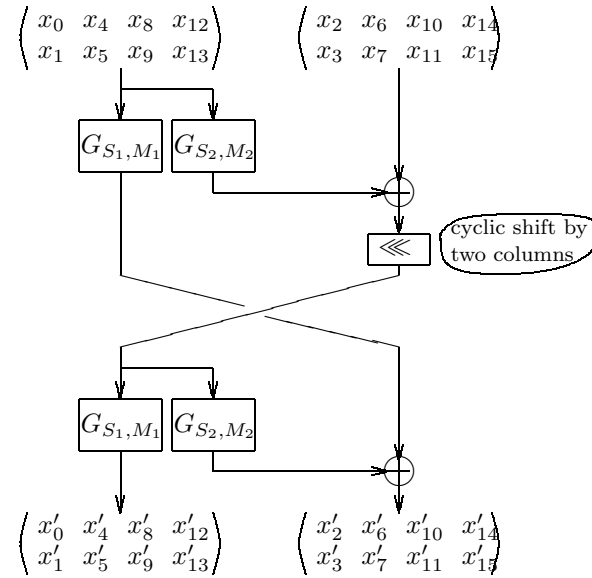 x₀ x₄ x₈ x₁₂ x₂ x₆ x₁₀ x₁₄
x₁ x₅ x₉ x₁₃ x₃ x₇ x₁₁ x₁₅
G_{S₁,M₁} G_{S₂,M₂}
⋘ cyclic shift by
two columns
G_{S₁,M₁} G_{S₂,M₂}
x′₀ x′₄ x′₈ x′₁₂ x′₂ x′₆ x′₁₀ x′₁₄
x′₁ x′₅ x′₉ x′₁₃ x′₃ x′₇ x′₁₁ x′₁₅